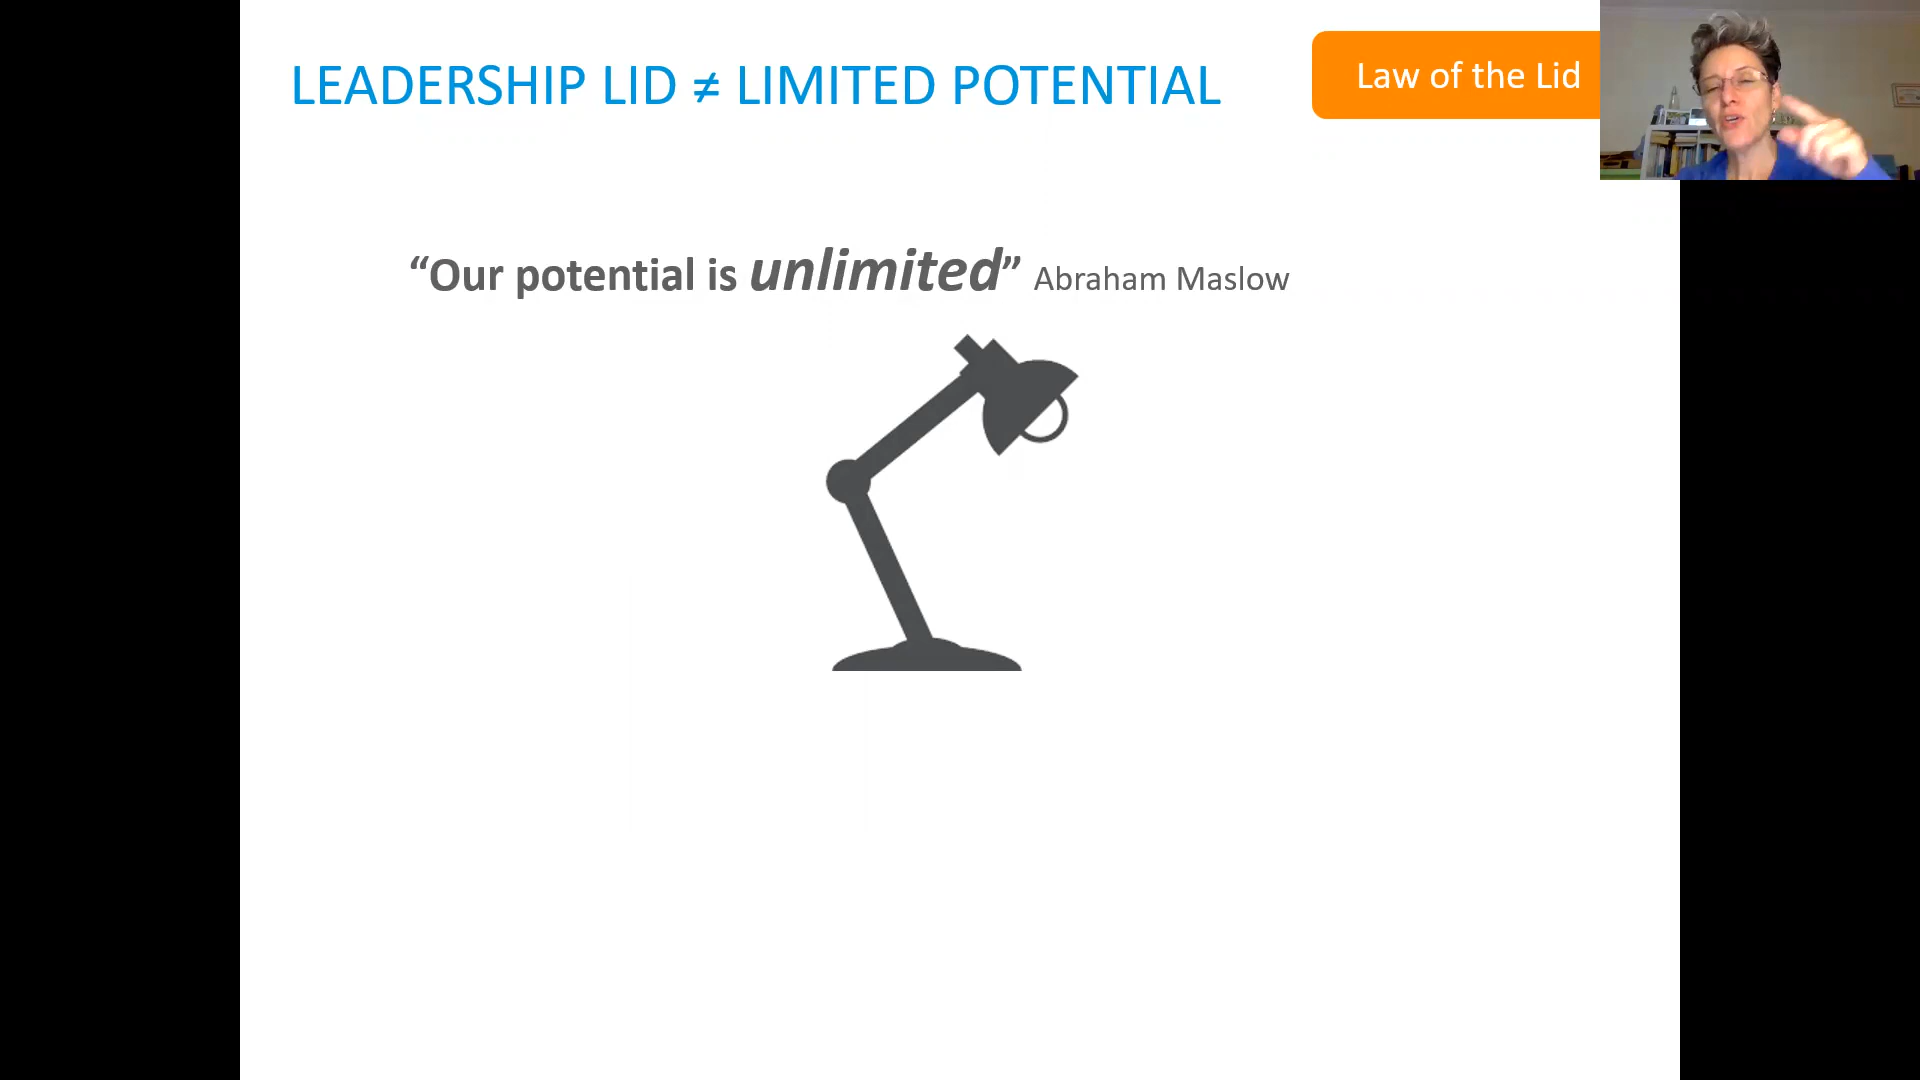 LEADERSHIP LID ≠ LIMITED POTENTIAL
Law of the Lid
“Our potential is unlimited” Abraham Maslow